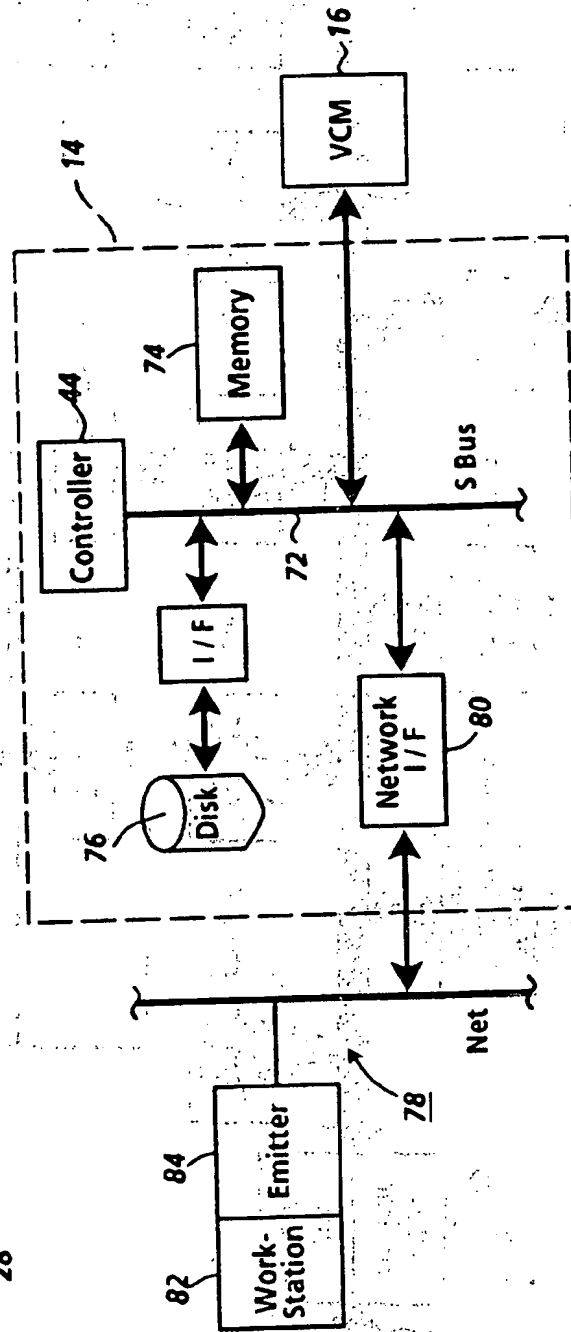 28
82
Work-
Station
84
Emitter
78
Net
76
Disk
I / F
44
Controller
72
74
Memory
14
Network
I / F
80
S Bus
VCM
16